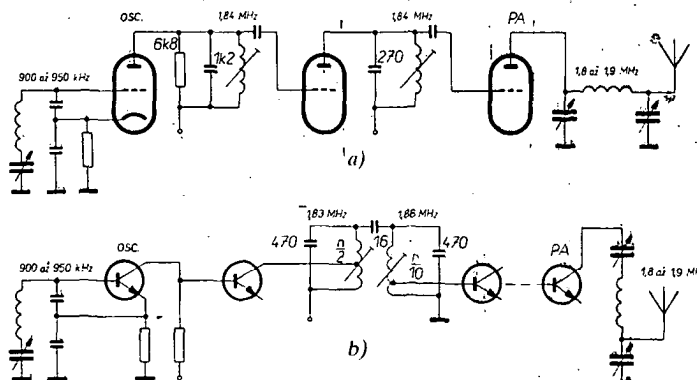 OSC.
1,84 MHz
1,84 MHz
PA
6k8
1k2
270
900 až 950 kHz
1,8 až 1,9 MHz
a)
1,83 MHz
1,86 MHz
470
n/2
16
n/10
470
OSC.
PA
900 až 950 kHz
1,8 až 1,9 M
b)